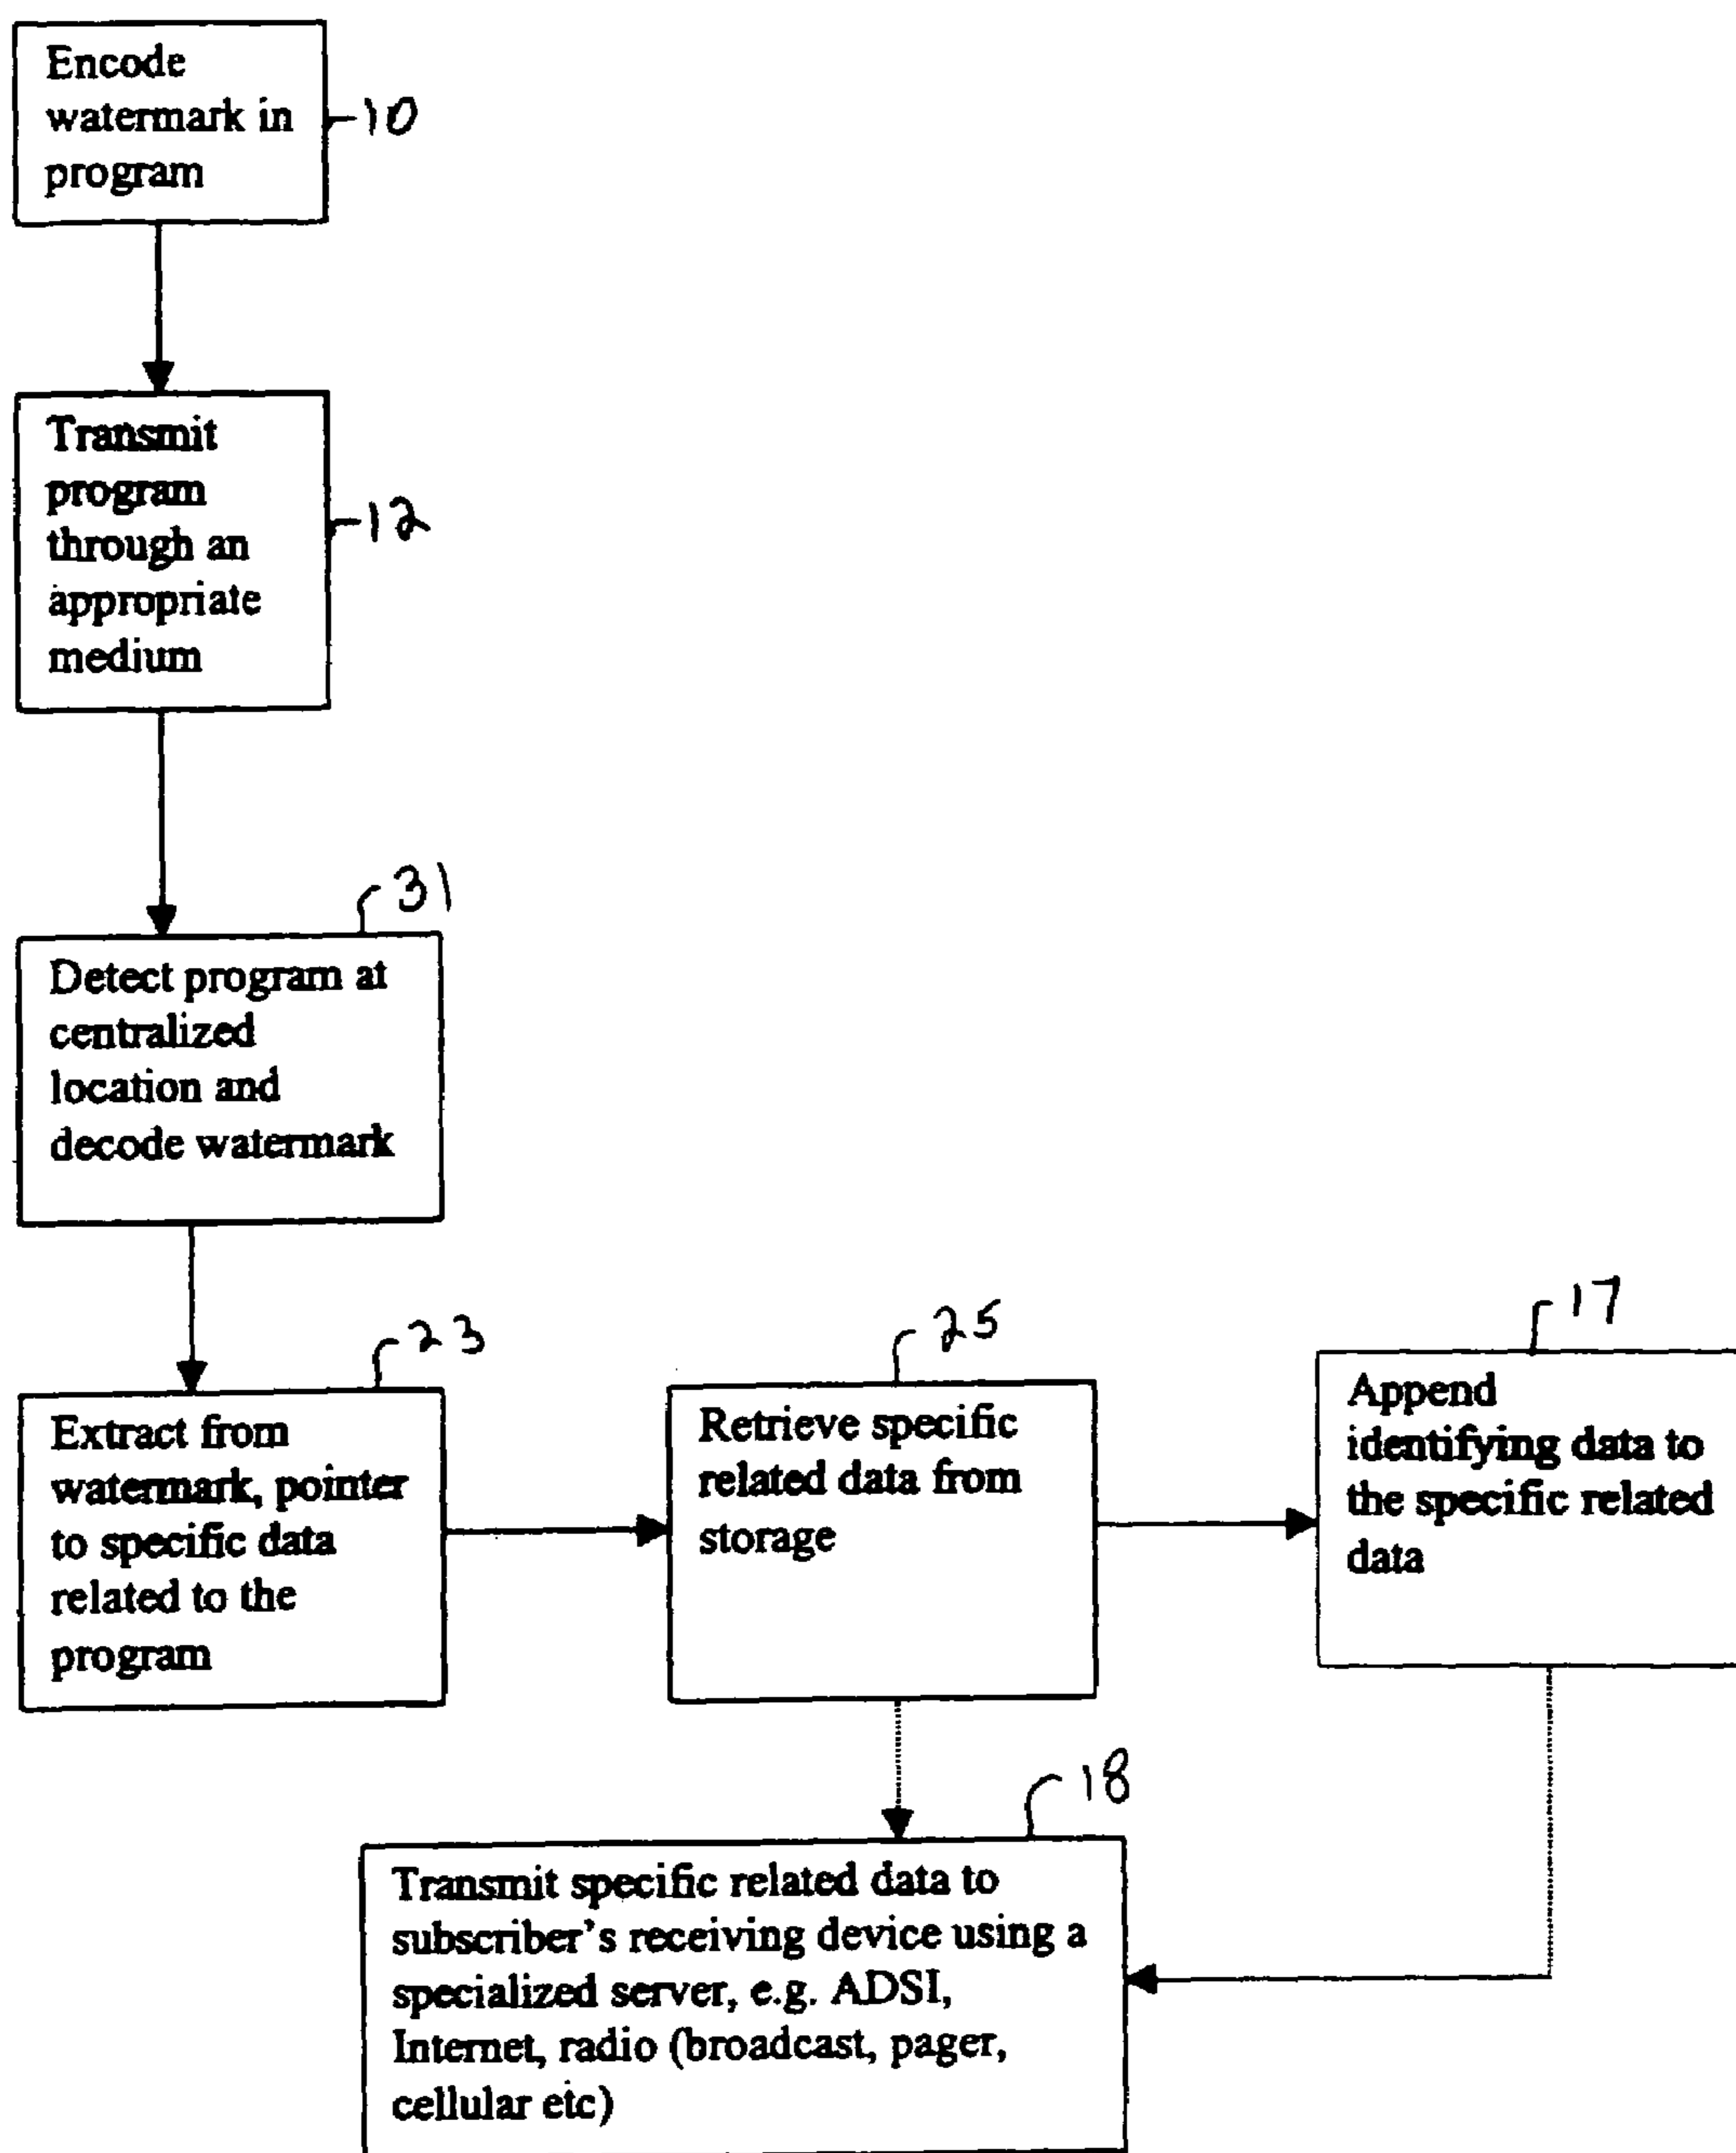 Encode
watermark in
program
10
Transmit
program
through an
appropriate
medium
12
31
Detect program at
centralized
location and
decode watermark
23
Extract from
watermark, pointer
to specific data
related to the
program
25
Retrieve specific
related data from
storage
17
Append
identifying data to
the specific related
data
18
Transmit specific related data to
subscriber's receiving device using a
specialized server, e.g. ADSI,
Internet, radio (broadcast, pager,
cellular etc)